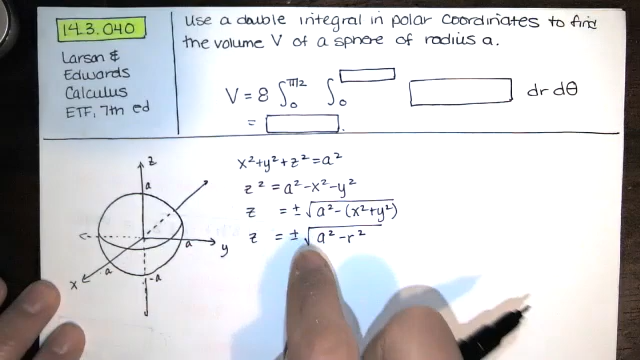 14.3.040
Larson &
Edwards
Calculus
ETF, 7th ed
Use a double integral in polar coordinates to find
the volume V of a sphere of radius a.
V = 8 ∫₀^(π/2) ∫₀^□ □ dr dθ
= □.
z
a
y
a
x
a
-a
x² + y² + z² = a²
z² = a² - x² - y²
z = ± √(a² - (x² + y²))
z = ± √(a² - r²)